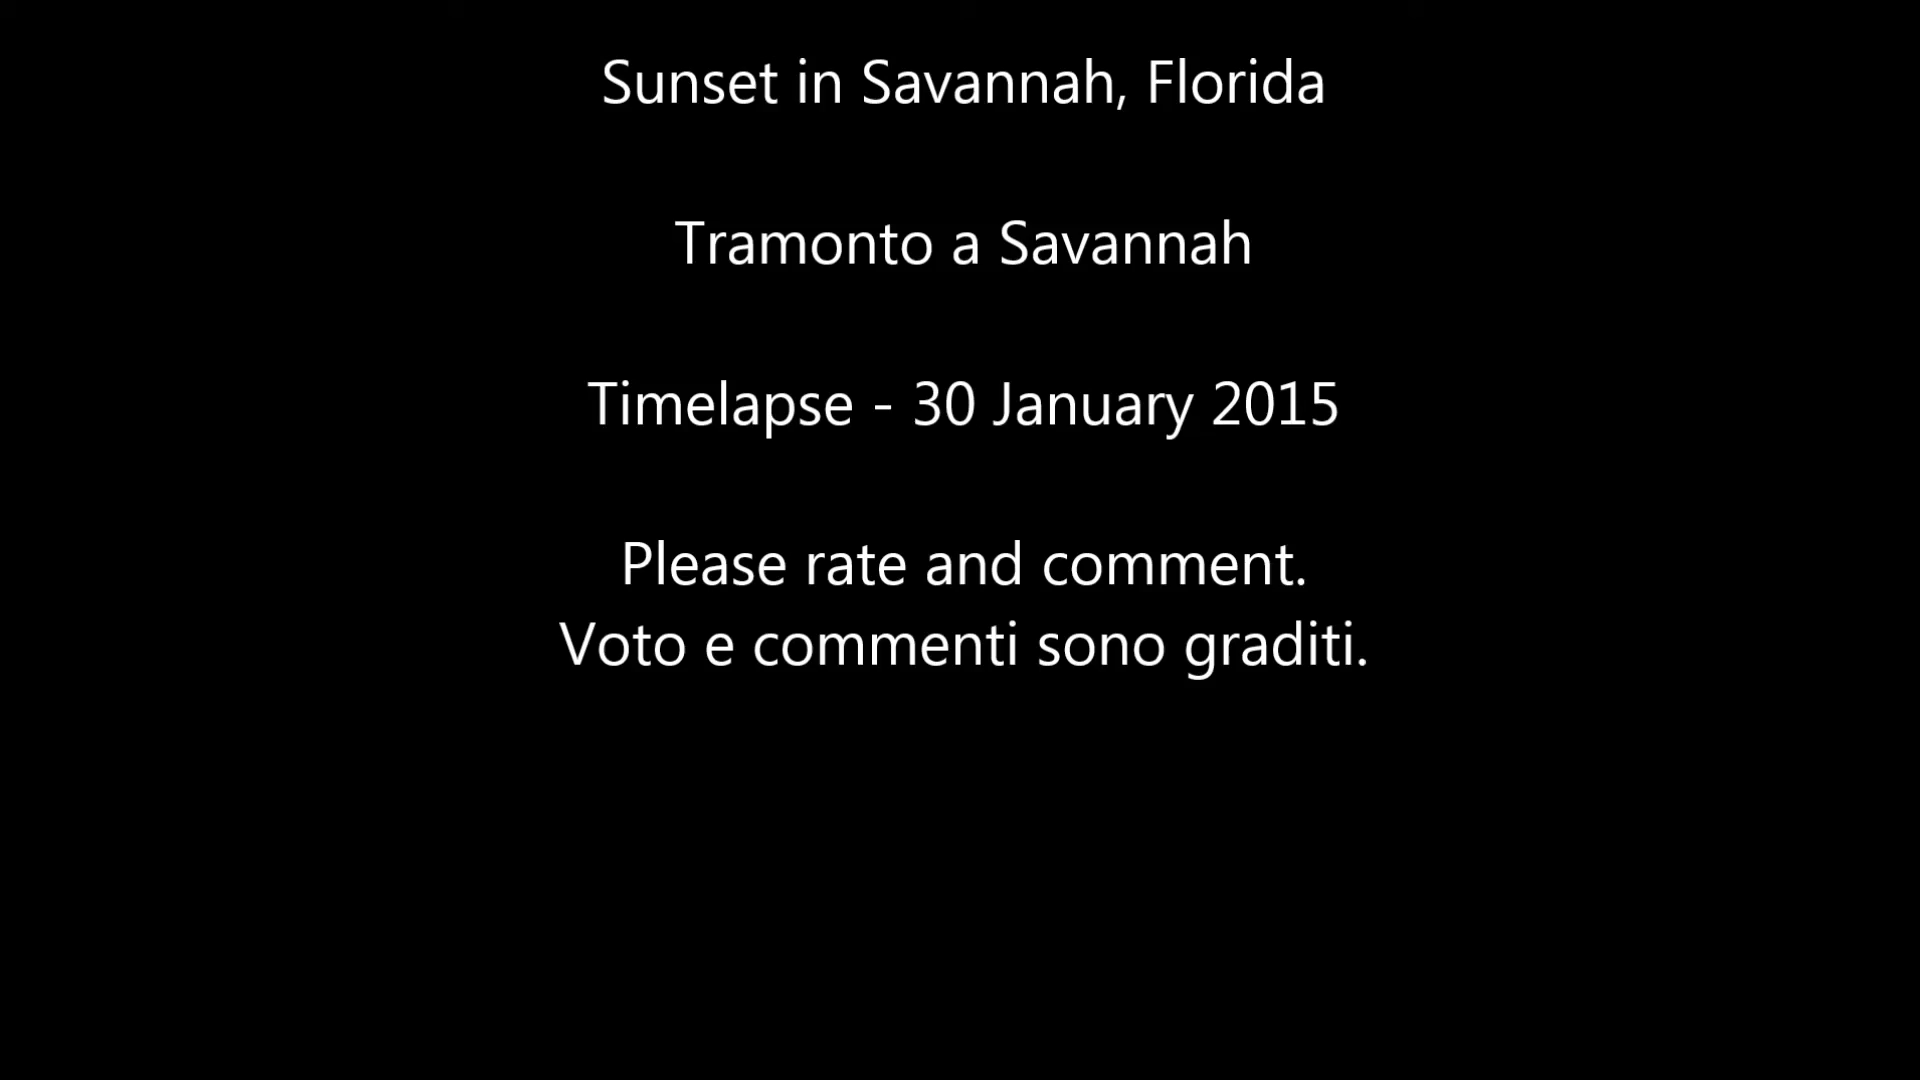 Sunset in Savannah, Florida
Tramonto a Savannah
Timelapse - 30 January 2015
Please rate and comment.
Voto e commenti sono graditi.